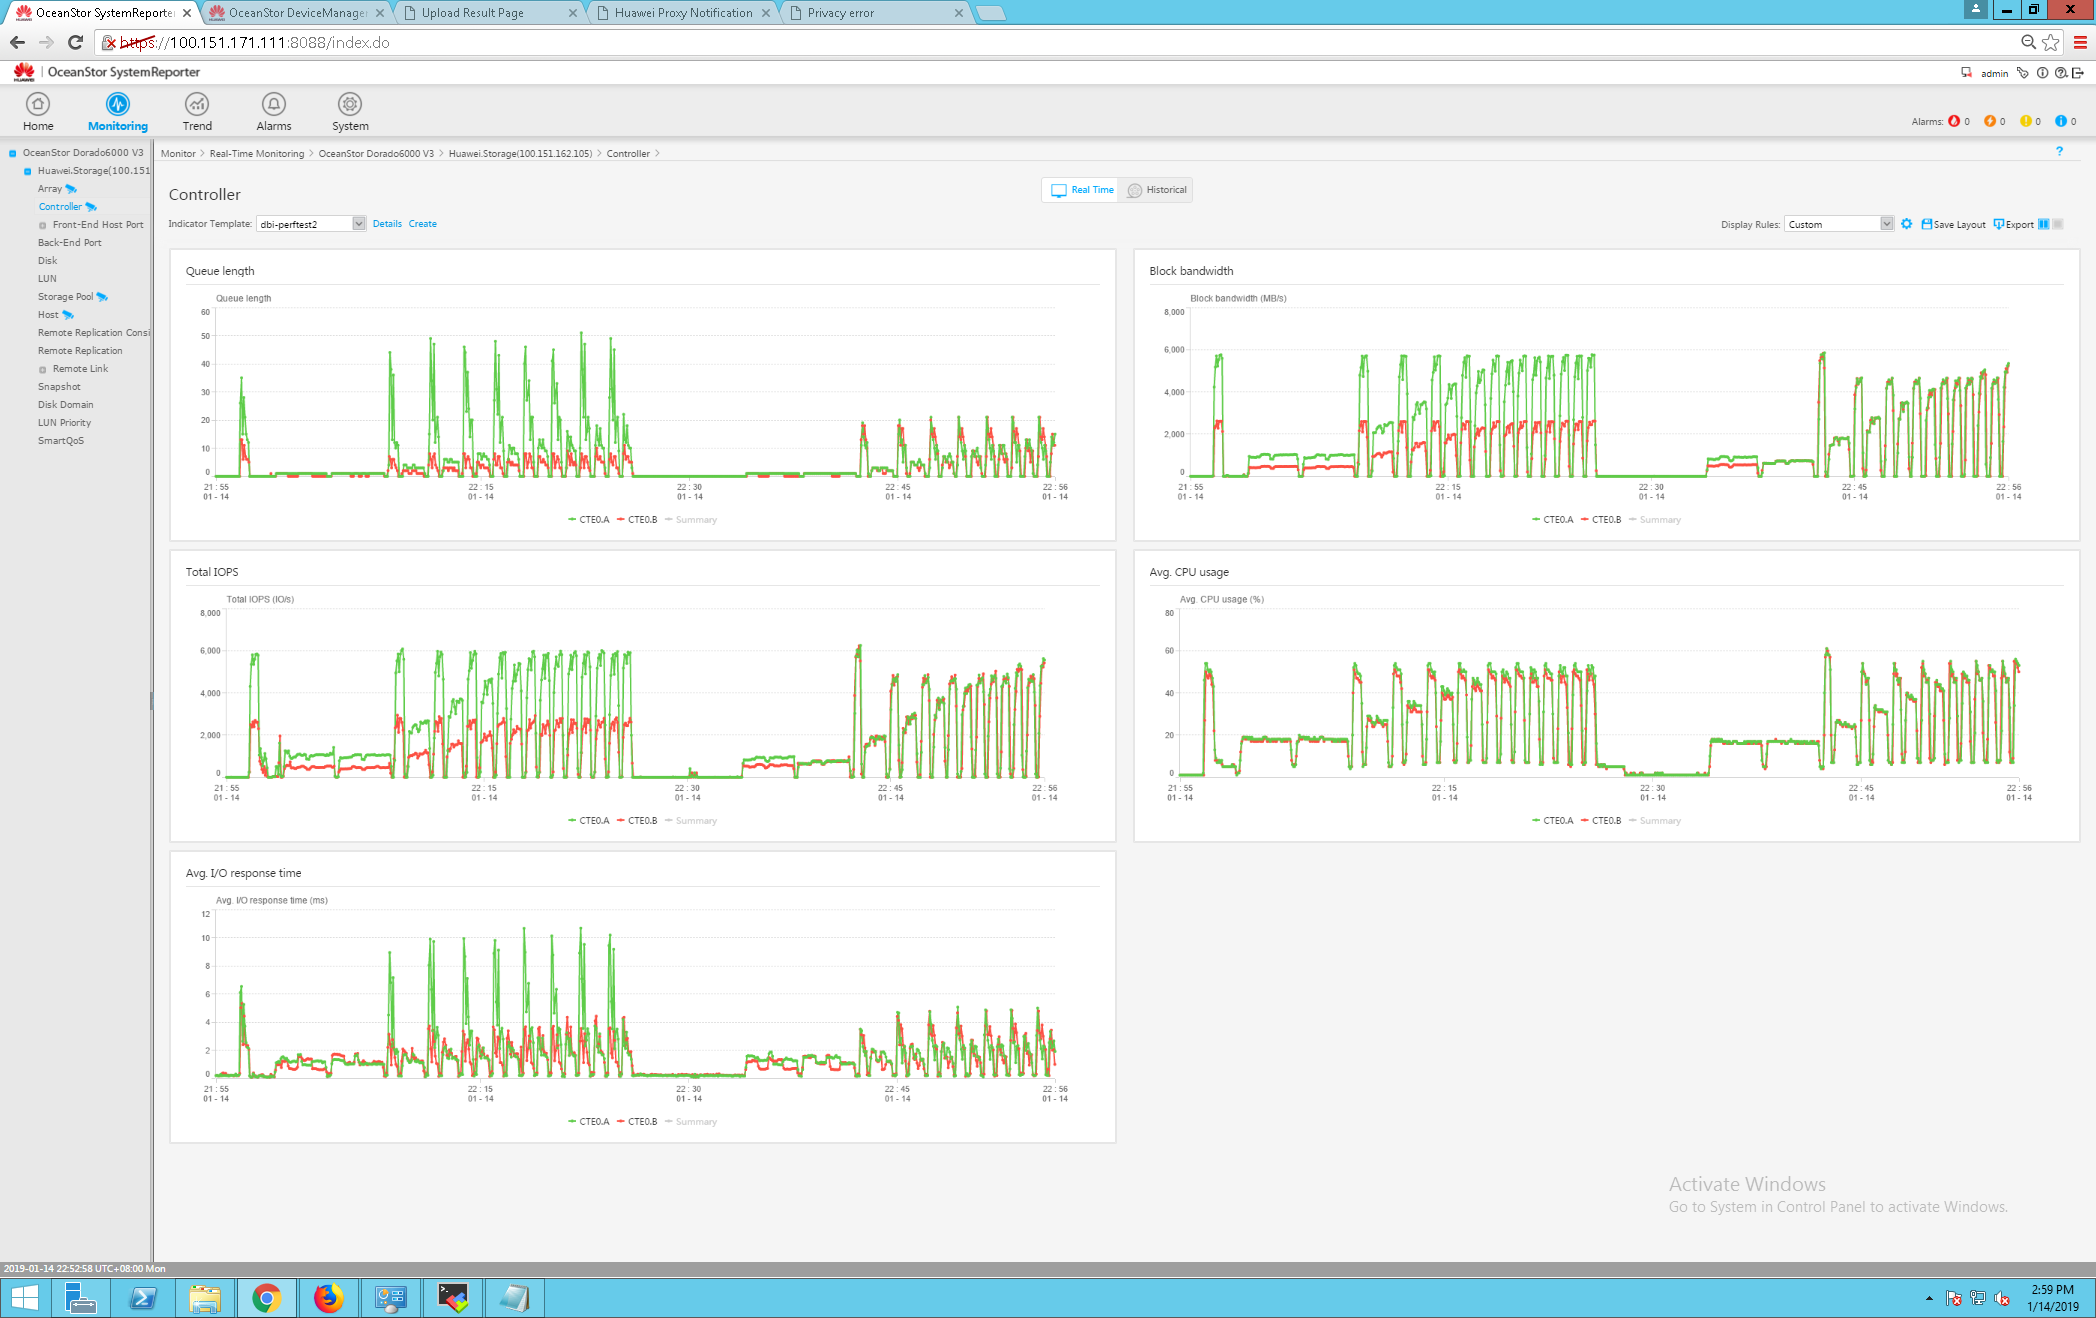 OceanStor SystemReporte
OceanStor DeviceManage
Upload Result Page
Huawei Proxy Notification
Privacy error
https://100.151.171.111:8088/index.do
HUAWEI
OceanStor SystemReporter
admin
Home
Monitoring
Trend
Alarms
System
Alarms: 0 0 0 0
OceanStor Dorado6000 V3
Huawei.Storage(100.151
Array
Controller
Front-End Host Port
Back-End Port
Disk
LUN
Storage Pool
Host
Remote Replication Consi
Remote Replication
Remote Link
Snapshot
Disk Domain
LUN Priority
SmartQoS
Monitor > Real-Time Monitoring > OceanStor Dorado6000 V3 > Huawei.Storage(100.151.162.105) > Controller >
?
Controller
Real Time
Historical
Indicator Template: dbi-perftest2 Details Create
Display Rules: Custom Save Layout Export
Queue length
Queue length
60
50
40
30
20
10
0
21 : 55 22 : 15 22 : 30 22 : 45 22 : 56
01 - 14 01 - 14 01 - 14 01 - 14 01 - 14
CTE0.A CTE0.B Summary
Block bandwidth
Block bandwidth (MB/s)
8,000
6,000
4,000
2,000
0
21 : 55 22 : 15 22 : 30 22 : 45 22 : 56
01 - 14 01 - 14 01 - 14 01 - 14 01 - 14
CTE0.A CTE0.B Summary
Total IOPS
Total IOPS (IO/s)
8,000
6,000
4,000
2,000
0
21 : 55 22 : 15 22 : 30 22 : 45 22 : 56
01 - 14 01 - 14 01 - 14 01 - 14 01 - 14
CTE0.A CTE0.B Summary
Avg. CPU usage
Avg. CPU usage (%)
80
60
40
20
0
21 : 55 22 : 15 22 : 30 22 : 45 22 : 56
01 - 14 01 - 14 01 - 14 01 - 14 01 - 14
CTE0.A CTE0.B Summary
Avg. I/O response time
Avg. I/O response time (ms)
12
10
8
6
4
2
0
21 : 55 22 : 15 22 : 30 22 : 45 22 : 56
01 - 14 01 - 14 01 - 14 01 - 14 01 - 14
CTE0.A CTE0.B Summary
Activate Windows
Go to System in Control Panel to activate Windows.
2019-01-14 22:52:58 UTC+08:00 Mon
2:59 PM
1/14/2019